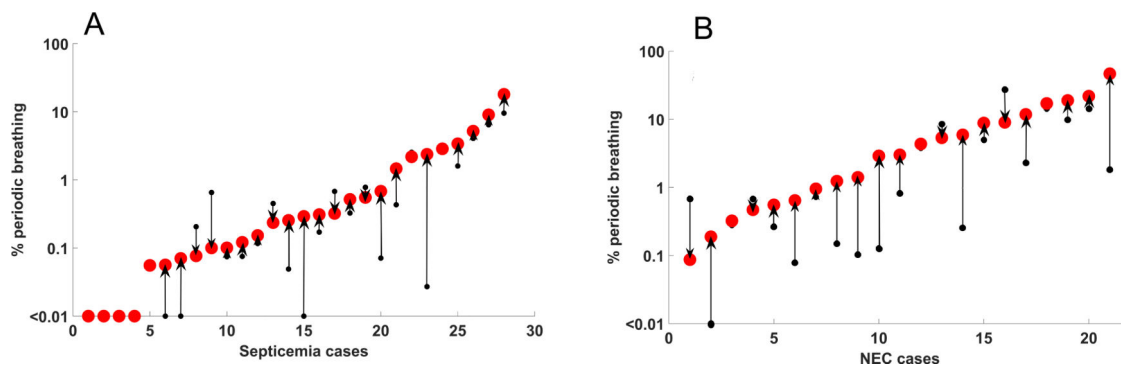 A
% periodic breathing
100
10
1
0.1
<0.01
0 5 10 15 20 25 30
Septicemia cases
B
% periodic breathing
100
10
1
0.1
<0.01
0 5 10 15 20
NEC cases